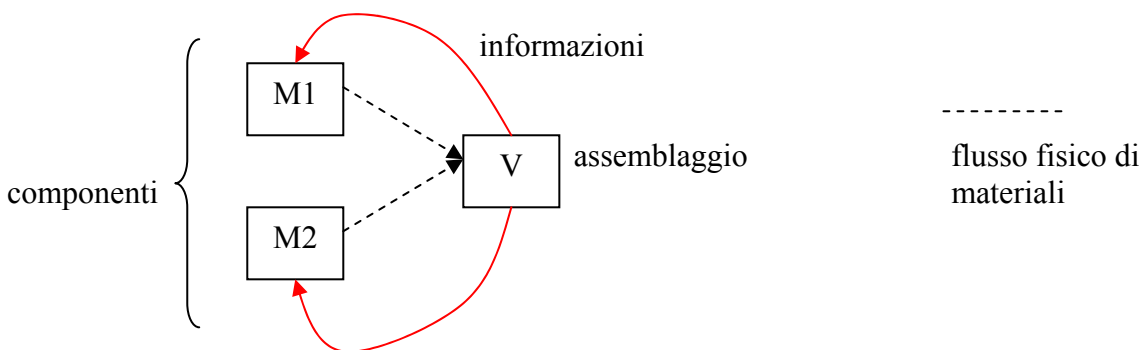 informazioni
M1
V
assemblaggio
componenti
M2
flusso fisico di
materiali